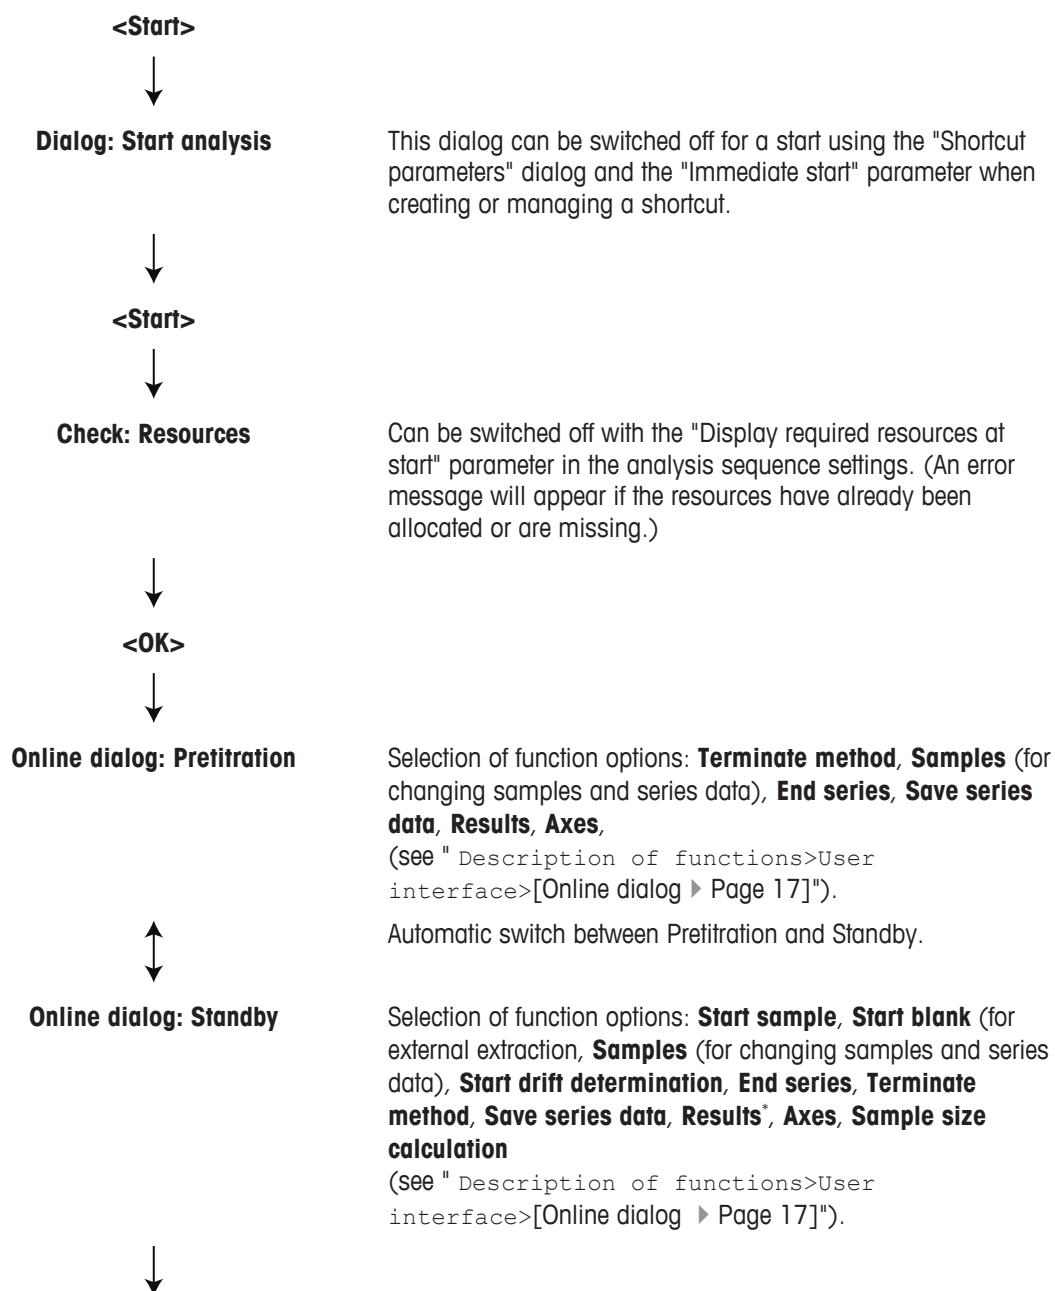 <Start>
Dialog: Start analysis
This dialog can be switched off for a start using the "Shortcut
parameters" dialog and the "Immediate start" parameter when
creating or managing a shortcut.
<Start>
Check: Resources
Can be switched off with the "Display required resources at
start" parameter in the analysis sequence settings. (An error
message will appear if the resources have already been
allocated or are missing.)
<OK>
Online dialog: Pretitration
Selection of function options: Terminate method, Samples (for
changing samples and series data), End series, Save series
data, Results, Axes,
(see " Description of functions>User
interface>[Online dialog ▸ Page 17]").
Automatic switch between Pretitration and Standby.
Online dialog: Standby
Selection of function options: Start sample, Start blank (for
external extraction, Samples (for changing samples and series
data), Start drift determination, End series, Terminate
method, Save series data, Results*, Axes, Sample size
calculation
(see " Description of functions>User
interface>[Online dialog ▸ Page 17]").